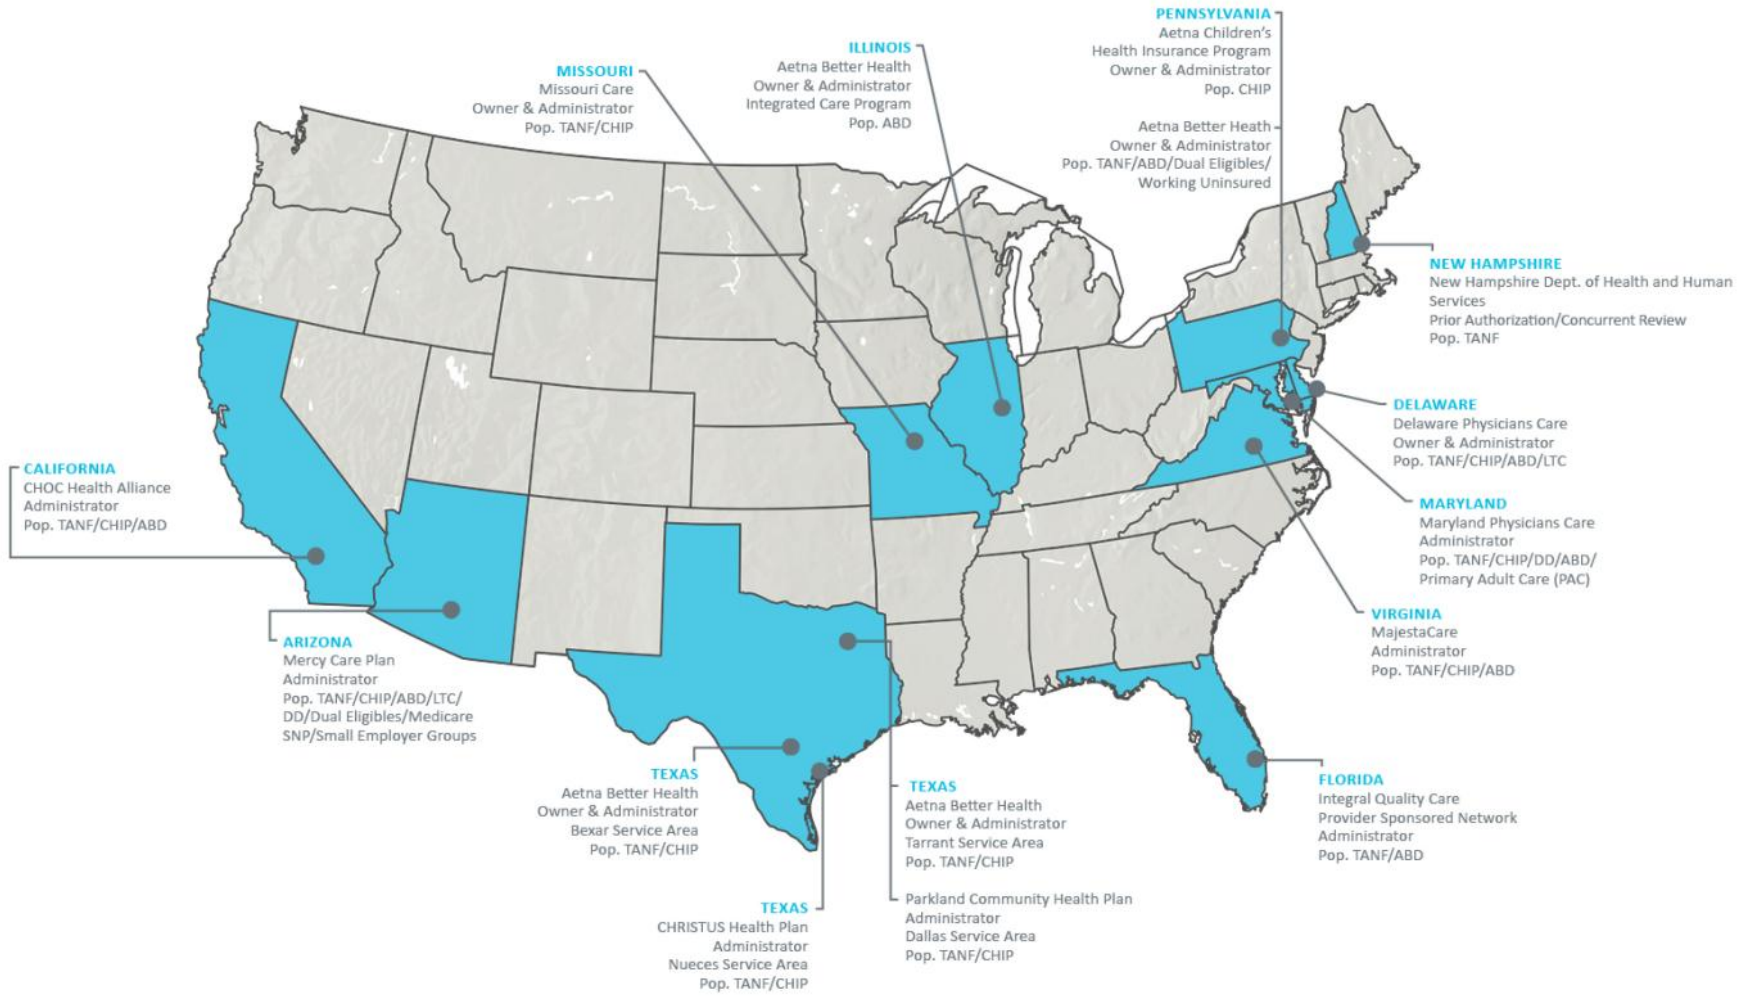 PENNSYLVANIA
Aetna Children's
Health Insurance Program
Owner & Administrator
Pop. CHIP
Aetna Better Heath
Owner & Administrator
Pop. TANF/ABD/Dual Eligibles/
Working Uninsured
ILLINOIS
Aetna Better Health
Owner & Administrator
Integrated Care Program
Pop. ABD
MISSOURI
Missouri Care
Owner & Administrator
Pop. TANF/CHIP
NEW HAMPSHIRE
New Hampshire Dept. of Health and Human
Services
Prior Authorization/Concurrent Review
Pop. TANF
DELAWARE
Delaware Physicians Care
Owner & Administrator
Pop. TANF/CHIP/ABD/LTC
CALIFORNIA
CHOC Health Alliance
Administrator
Pop. TANF/CHIP/ABD
MARYLAND
Maryland Physicians Care
Administrator
Pop. TANF/CHIP/DD/ABD/
Primary Adult Care (PAC)
VIRGINIA
MajestaCare
Administrator
Pop. TANF/CHIP/ABD
ARIZONA
Mercy Care Plan
Administrator
Pop. TANF/CHIP/ABD/LTC/
DD/Dual Eligibles/Medicare
SNP/Small Employer Groups
TEXAS
Aetna Better Health
Owner & Administrator
Bexar Service Area
Pop. TANF/CHIP
TEXAS
Aetna Better Health
Owner & Administrator
Tarrant Service Area
Pop. TANF/CHIP
Parkland Community Health Plan
Administrator
Dallas Service Area
Pop. TANF/CHIP
FLORIDA
Integral Quality Care
Provider Sponsored Network
Administrator
Pop. TANF/ABD
TEXAS
CHRISTUS Health Plan
Administrator
Nueces Service Area
Pop. TANF/CHIP